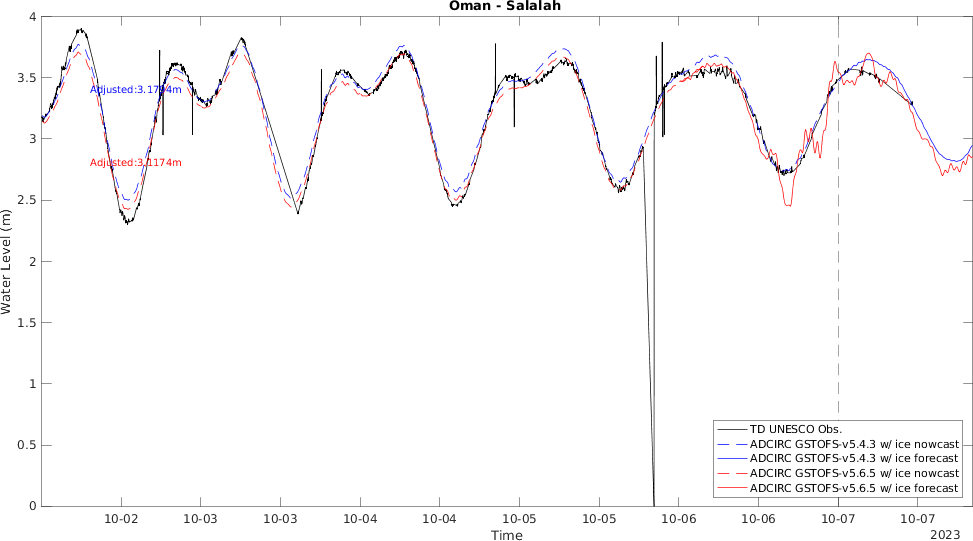 Oman - Salalah
4
3.5
3
2.5
2
1.5
1
0.5
0
Water Level (m)
Adjusted:3.1794m
Adjusted:3.1174m
TD UNESCO Obs.
ADCIRC GSTOFS-v5.4.3 w/ ice nowcast
ADCIRC GSTOFS-v5.4.3 w/ ice forecast
ADCIRC GSTOFS-v5.6.5 w/ ice nowcast
ADCIRC GSTOFS-v5.6.5 w/ ice forecast
10-02 10-03 10-03 10-04 10-04 10-05 10-05 10-06 10-06 10-07 10-07
Time
2023